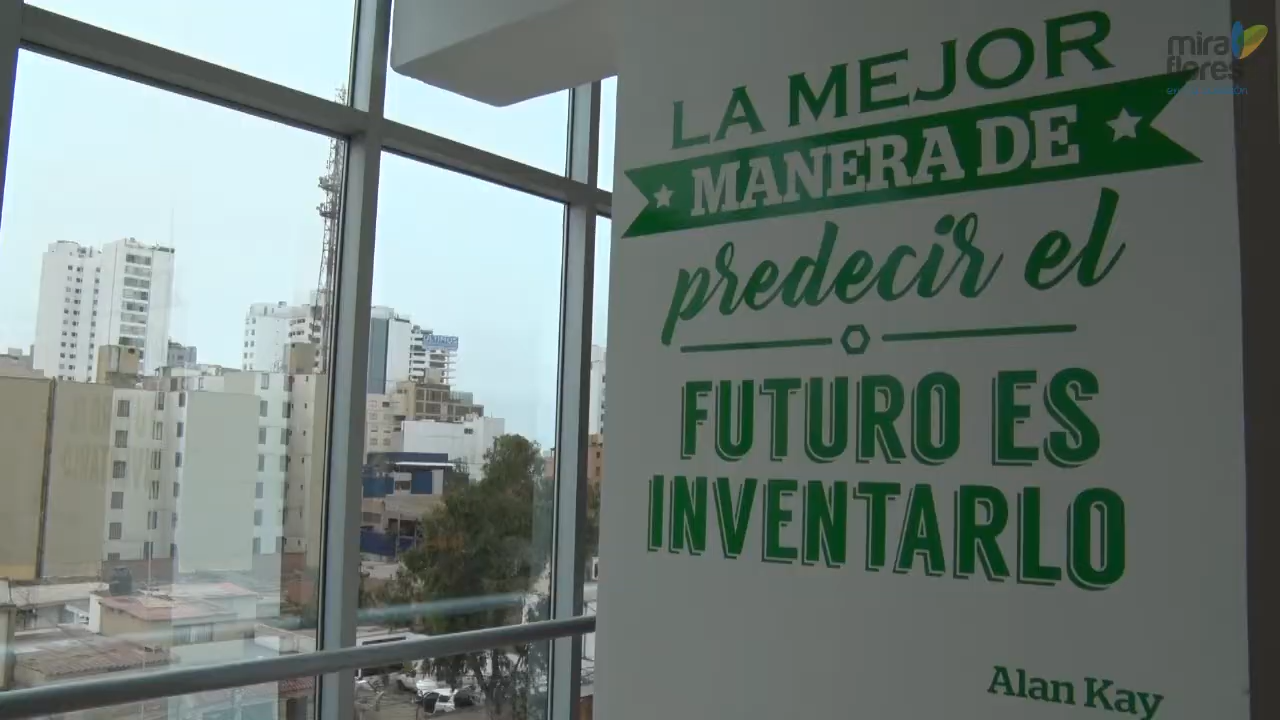 mira
flores
LA MEJOR
MANERA DE
predecir el
FUTURO ES
INVENTARLO
Alan Kay